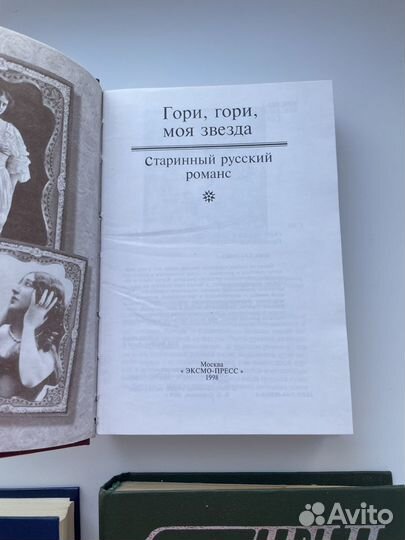 Гори, гори,
моя звезда
Старинный русский
романс
Москва
« ЭКСМО-ПРЕСС »
1998
Avito